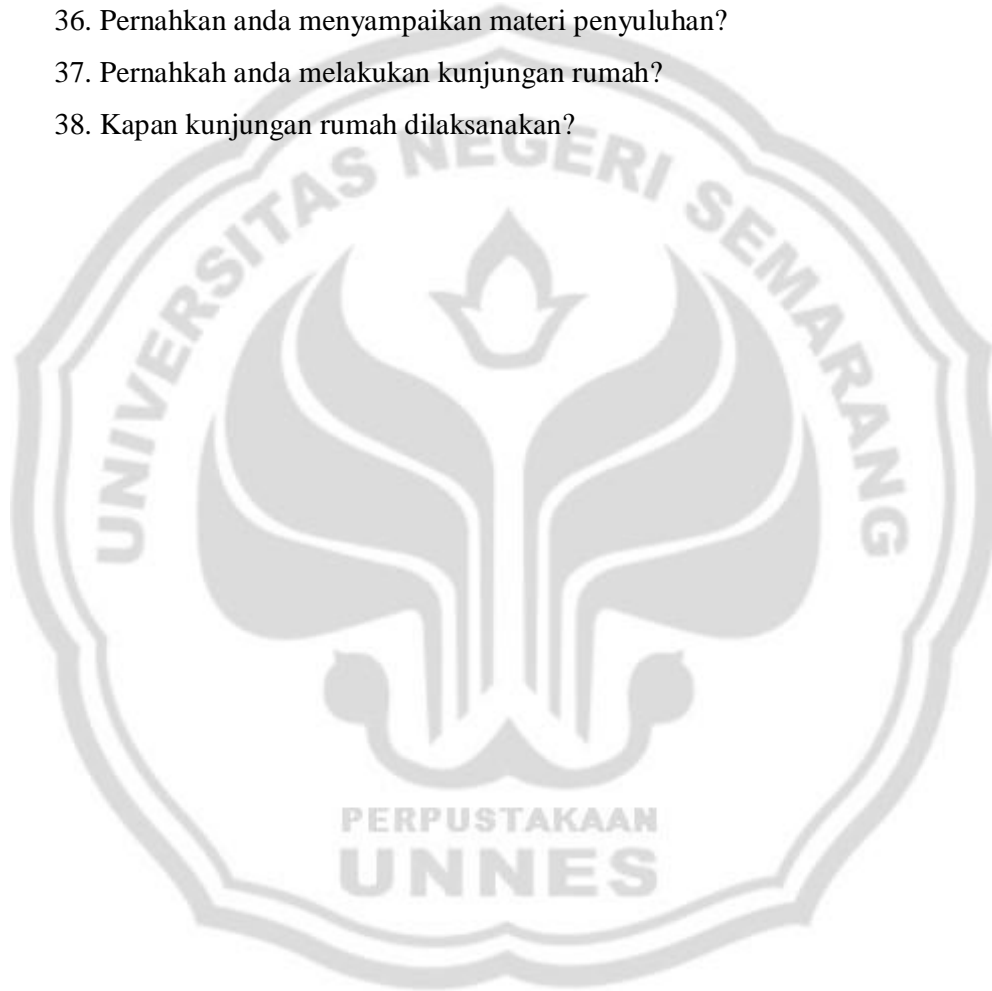 36. Pernahkan anda menyampaikan materi penyuluhan?
37. Pernahkah anda melakukan kunjungan rumah?
38. Kapan kunjungan rumah dilaksanakan?
UNIVERSITAS NEGERI SEMARANG
PERPUSTAKAAN
UNNES